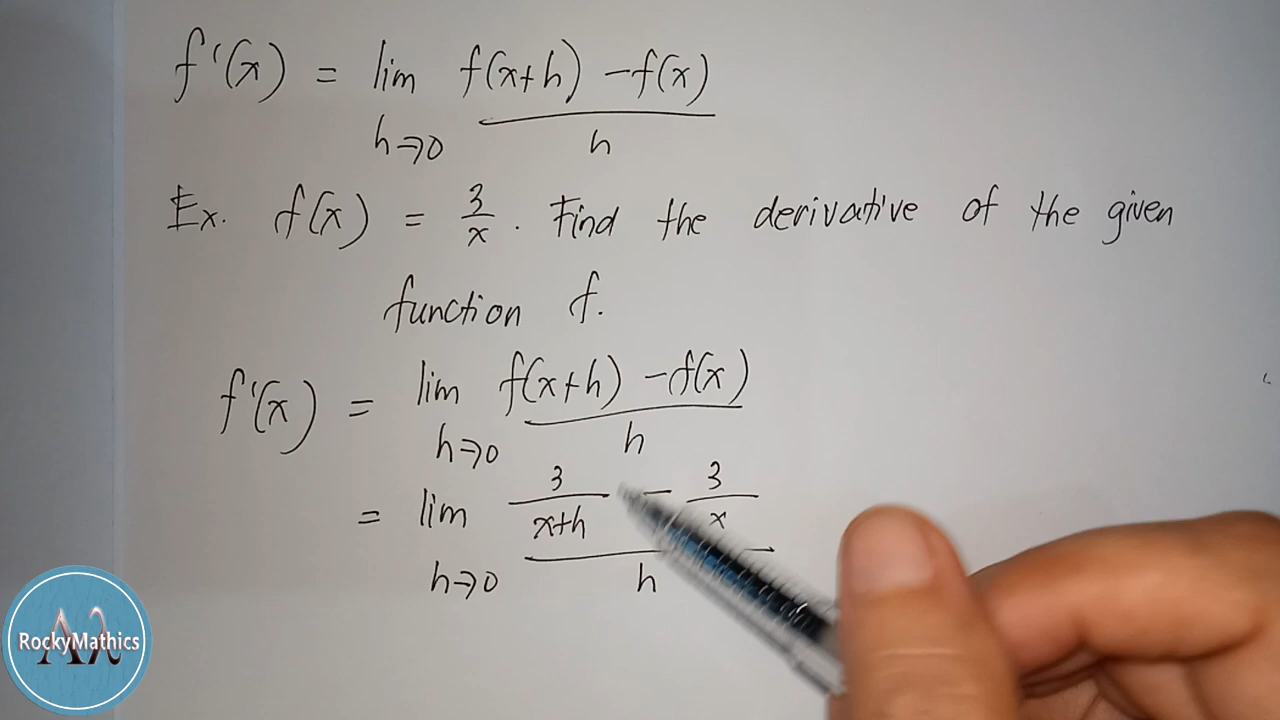 f'(x) = lim f(x+h) - f(x)
h→0 h
Ex. f(x) = 3/x. Find the derivative of the given
function f.
f'(x) = lim f(x+h) - f(x)
h→0 h
= lim 3/(x+h) - 3/x
h→0 h
RockyMathics